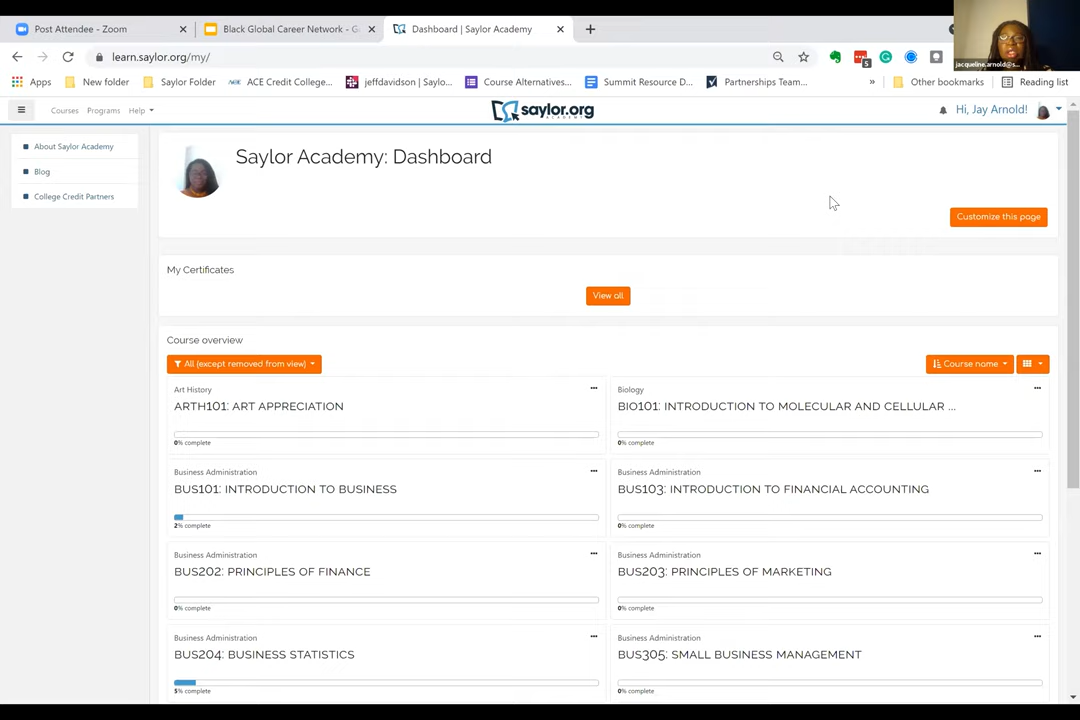 Post Attendee - Zoom
Black Global Career Network - G
Dashboard | Saylor Academy
learn.saylor.org/my/
5
Apps
New folder
Saylor Folder
ACE Credit College...
jeffdavidson | Saylo...
Course Alternatives...
Summit Resource D...
Partnerships Team...
»
Other bookmarks
Reading list
jacqueline.arnold@s...
Courses
Programs
Help
saylor.org
ACADEMY
Hi, Jay Arnold!
About Saylor Academy
Blog
College Credit Partners
Saylor Academy: Dashboard
Customize this page
My Certificates
View all
Course overview
All (except removed from view)
Course name
Art History
ARTH101: ART APPRECIATION
0% complete
Biology
BIO101: INTRODUCTION TO MOLECULAR AND CELLULAR ...
0% complete
Business Administration
BUS101: INTRODUCTION TO BUSINESS
2% complete
Business Administration
BUS103: INTRODUCTION TO FINANCIAL ACCOUNTING
0% complete
Business Administration
BUS202: PRINCIPLES OF FINANCE
0% complete
Business Administration
BUS203: PRINCIPLES OF MARKETING
0% complete
Business Administration
BUS204: BUSINESS STATISTICS
5% complete
Business Administration
BUS305: SMALL BUSINESS MANAGEMENT
0% complete